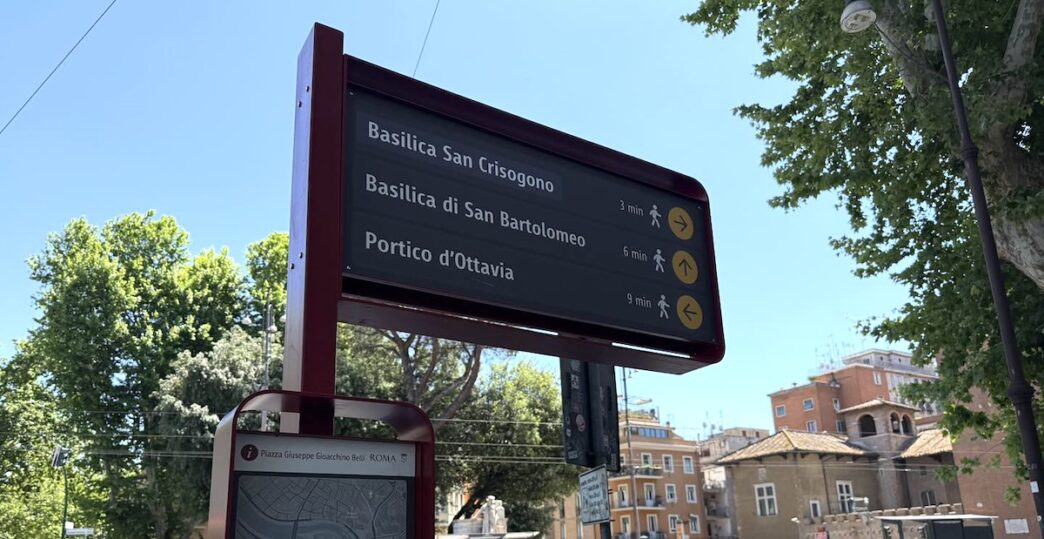 Basilica San Crisogono
3 min
Basilica di San Bartolomeo
6 min
Portico d'Ottavia
9 min
i Piazza Giuseppe Gioachino Belli ROMA